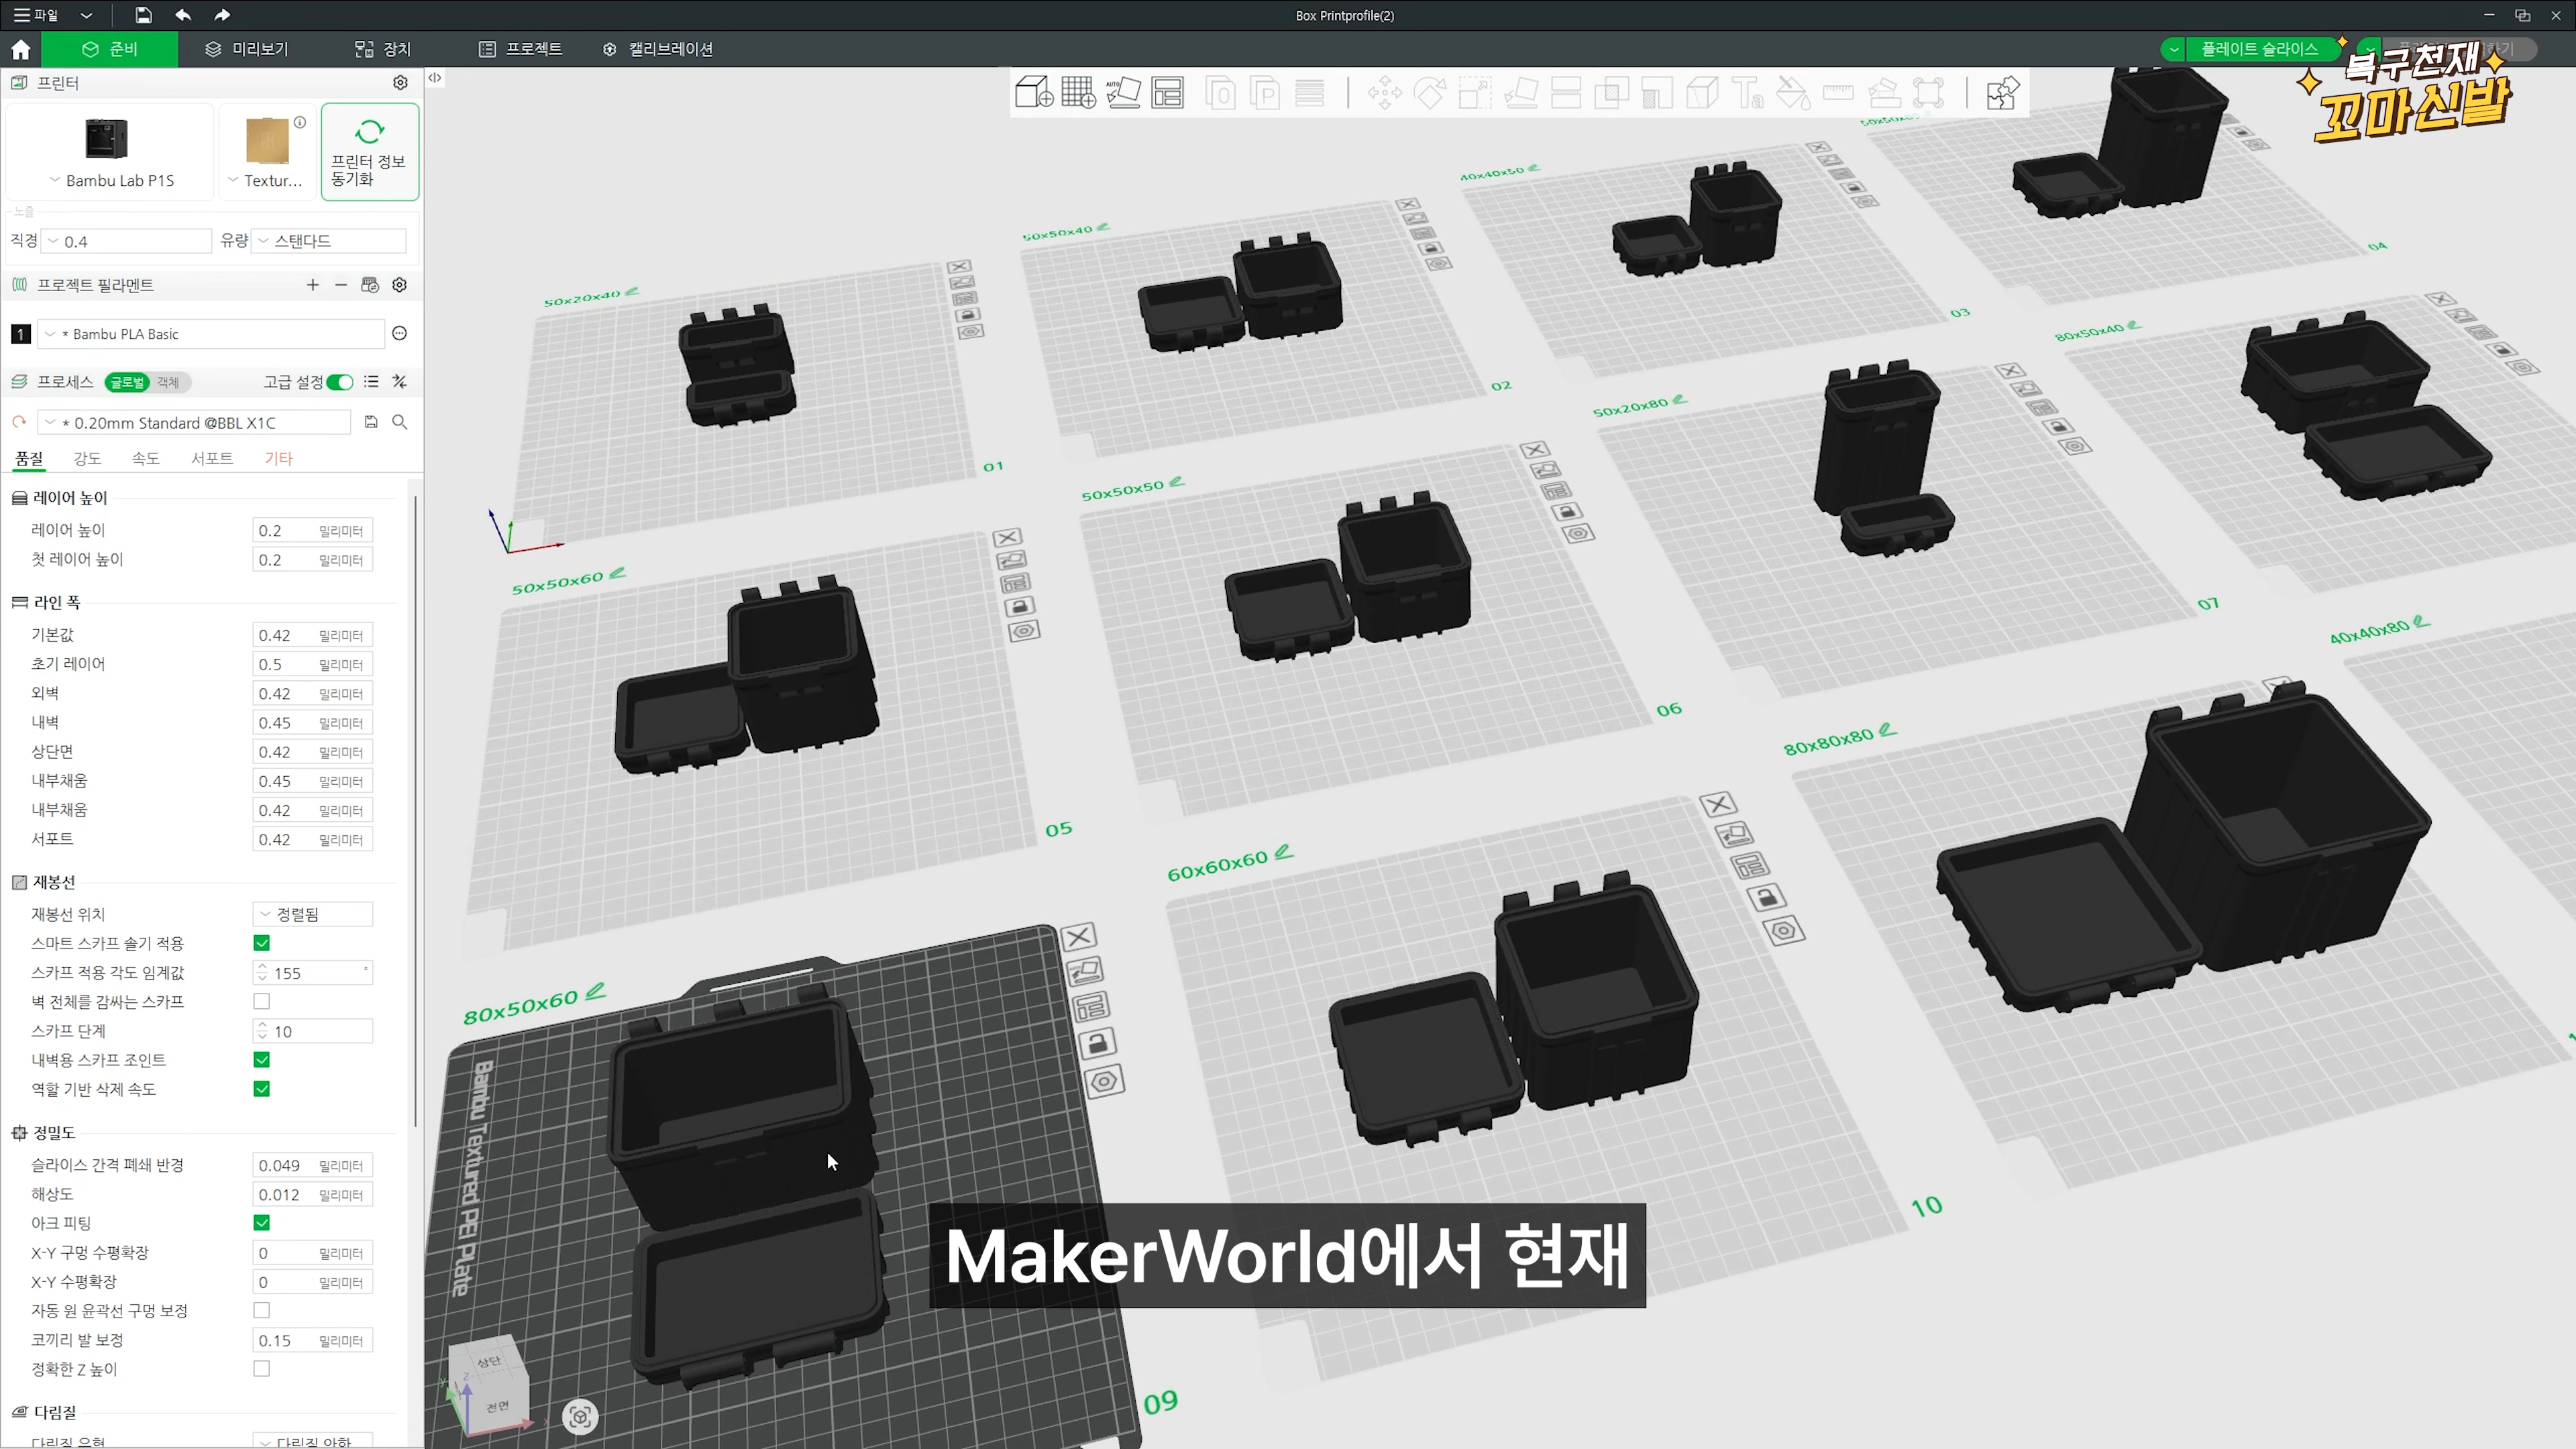 파일
Box Printprofile(2)
준비
미리보기
장치
프로젝트
캘리브레이션
플레이트 슬라이스
복구천재
꼬마신발
프린터
Bambu Lab P1S
Textur...
프린터 정보
동기화
노즐
직경
0.4
유량
스탠다드
프로젝트 필라멘트
1
* Bambu PLA Basic
프로세스
글로벌
객체
고급 설정
* 0.20mm Standard @BBL X1C
품질
강도
속도
서포트
기타
레이어 높이
레이어 높이 0.2 밀리미터
첫 레이어 높이 0.2 밀리미터
라인 폭
기본값 0.42 밀리미터
초기 레이어 0.5 밀리미터
외벽 0.42 밀리미터
내벽 0.45 밀리미터
상단면 0.42 밀리미터
내부채움 0.45 밀리미터
내부채움 0.42 밀리미터
서포트 0.42 밀리미터
재봉선
재봉선 위치 정렬됨
스마트 스카프 솔기 적용
스카프 적용 각도 임계값 155 °
벽 전체를 감싸는 스카프
스카프 단계 10
내벽용 스카프 조인트
역할 기반 삭제 속도
정밀도
슬라이스 간격 폐쇄 반경 0.049 밀리미터
해상도 0.012 밀리미터
아크 피팅
X-Y 구멍 수평확장 0 밀리미터
X-Y 수평확장 0 밀리미터
자동 원 윤곽선 구멍 보정
코끼리 발 보정 0.15 밀리미터
정확한 Z 높이
다림질
다림질 유형 다림질 안함
AUTO
50x20x40
01
50x50x40
02
40x40x50
03
04
50x50x60
05
50x50x50
06
50x20x80
07
80x50x40
80x50x60
09
60x60x60
10
80x80x80
40x40x80
Bambu Textured PEI Plate
상단
전면
z
y
x
MakerWorld에서 현재